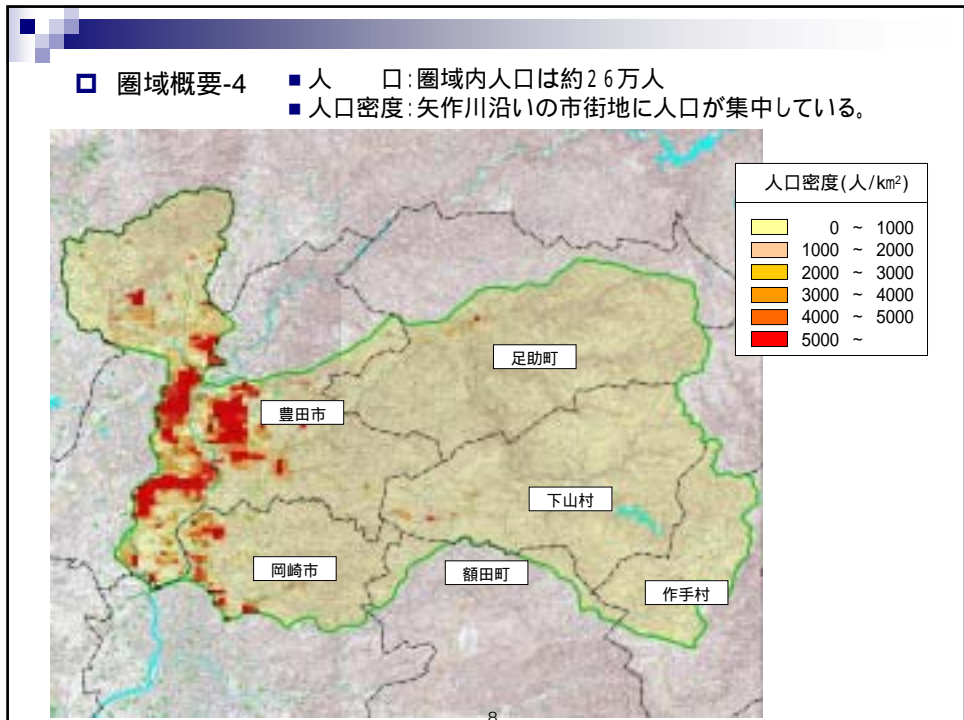 圏域概要-4
人　　口:圏域内人口は約26万人
人口密度:矢作川沿いの市街地に人口が集中している。
人口密度(人/km²)
0 ~ 1000
1000 ~ 2000
2000 ~ 3000
3000 ~ 4000
4000 ~ 5000
5000 ~
足助町
豊田市
下山村
岡崎市
額田町
作手村
8